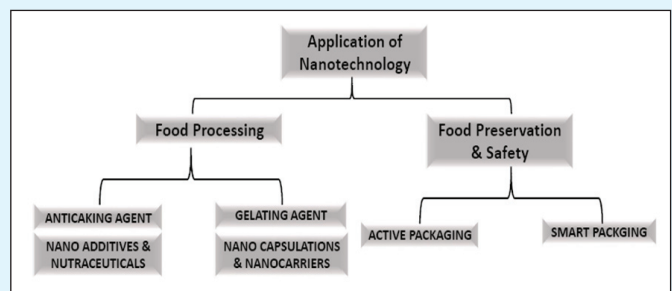 Application of
Nanotechnology
Food Processing
Food Preservation
& Safety
ANTICAKING AGENT
GELATING AGENT
NANO ADDITIVES &
NUTRACEUTICALS
NANO CAPSULATIONS
& NANOCARRIERS
ACTIVE PACKAGING
SMART PACKGING